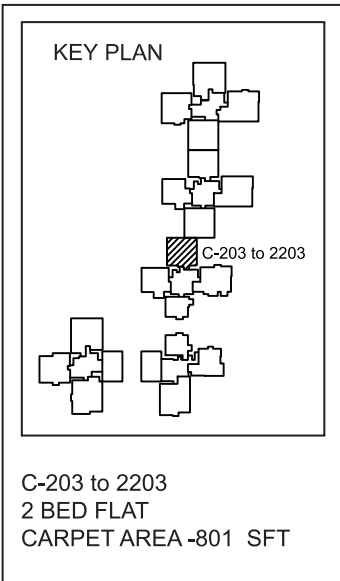 KEY PLAN
C-203 to 2203
C-203 to 2203
2 BED FLAT
CARPET AREA -801 SFT